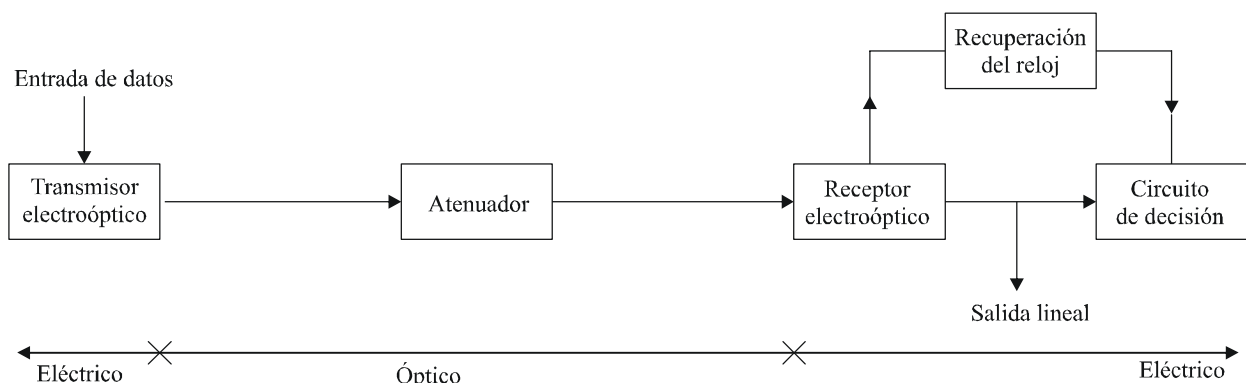 Recuperación
del reloj
Entrada de datos
Transmisor
electroóptico
Atenuador
Receptor
electroóptico
Circuito
de decisión
Salida lineal
Eléctrico
Óptico
Eléctrico